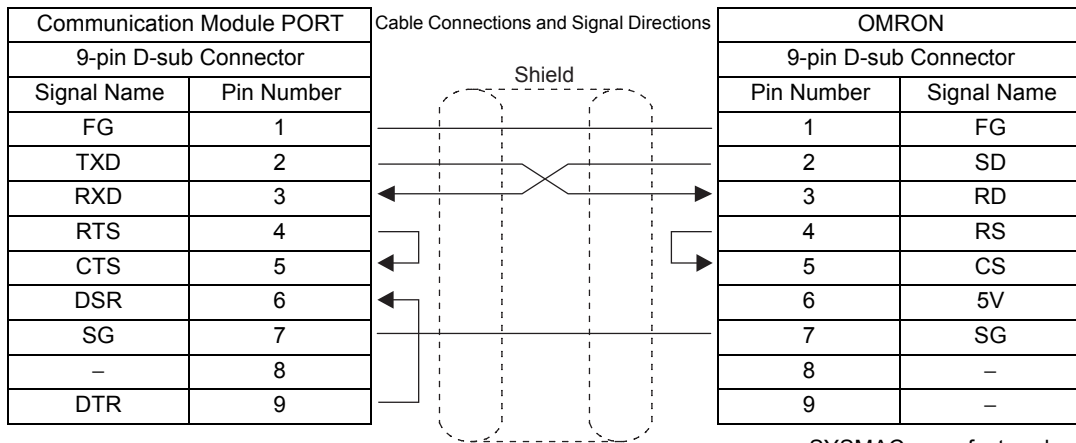 Communication Module PORT Cable Connections and Signal Directions OMRON
9-pin D-sub Connector 9-pin D-sub Connector
Shield
Signal Name Pin Number Pin Number Signal Name
FG 1 1 FG
TXD 2 2 SD
RXD 3 3 RD
RTS 4 4 RS
CTS 5 5 CS
DSR 6 6 5V
SG 7 7 SG
– 8 8 –
DTR 9 9 –